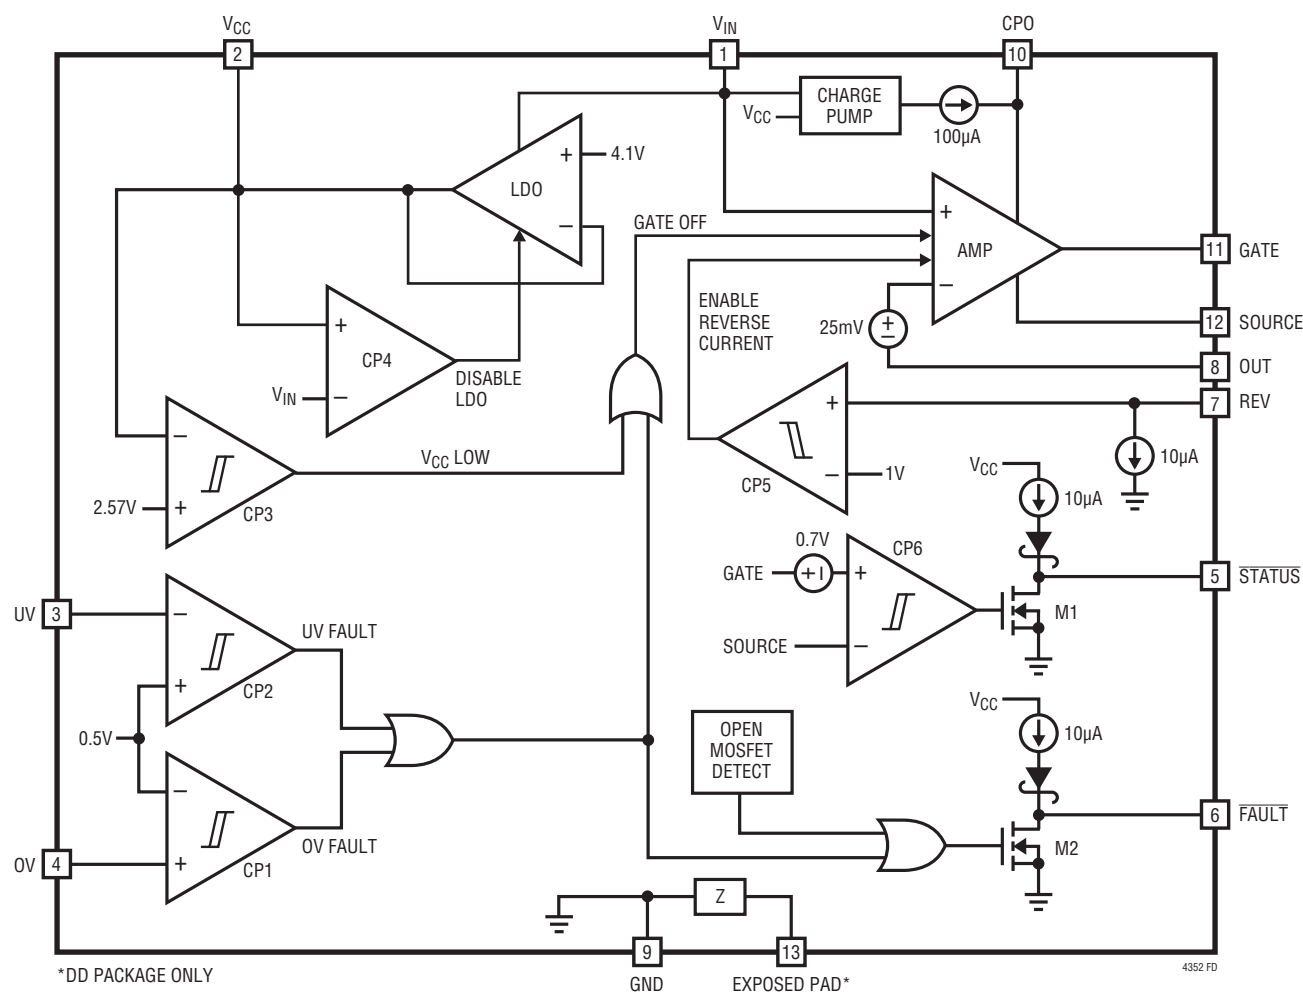 VCC
VIN
CPO
2
1
10
CHARGE
PUMP
VCC
100µA
+
4.1V
LDO
−
GATE OFF
+
AMP
−
11
GATE
ENABLE
REVERSE
CURRENT
25mV
+
−
12
SOURCE
8
OUT
+
CP4
VIN
−
DISABLE
LDO
7
REV
+
−
1V
CP5
10µA
−
VCC LOW
2.57V
+
CP3
VCC
10µA
0.7V
CP6
GATE
+
SOURCE
−
5
STATUS
M1
UV
3
−
UV FAULT
+
CP2
0.5V
−
OV
4
+
CP1
OV FAULT
OPEN
MOSFET
DETECT
VCC
10µA
6
FAULT
M2
Z
9
13
*DD PACKAGE ONLY
GND
EXPOSED PAD*
4352 FD